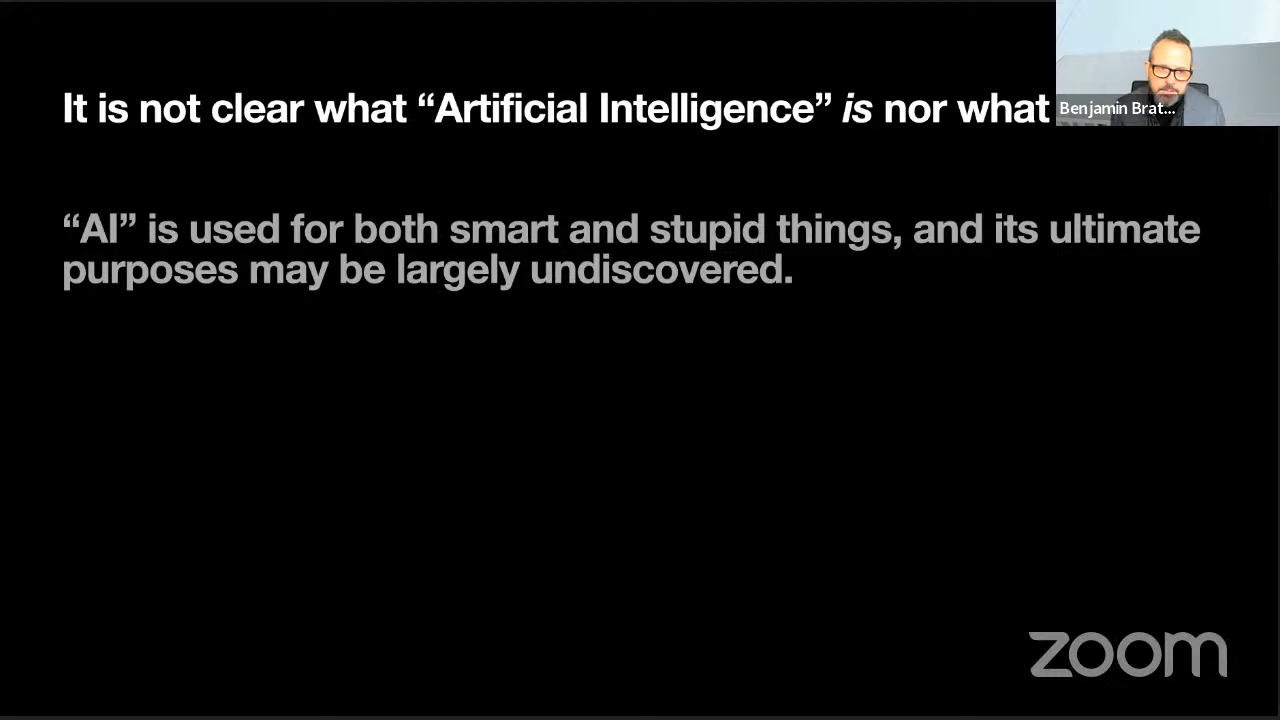 It is not clear what “Artificial Intelligence” is nor what
Benjamin Brat...
“AI” is used for both smart and stupid things, and its ultimate
purposes may be largely undiscovered.
zoom